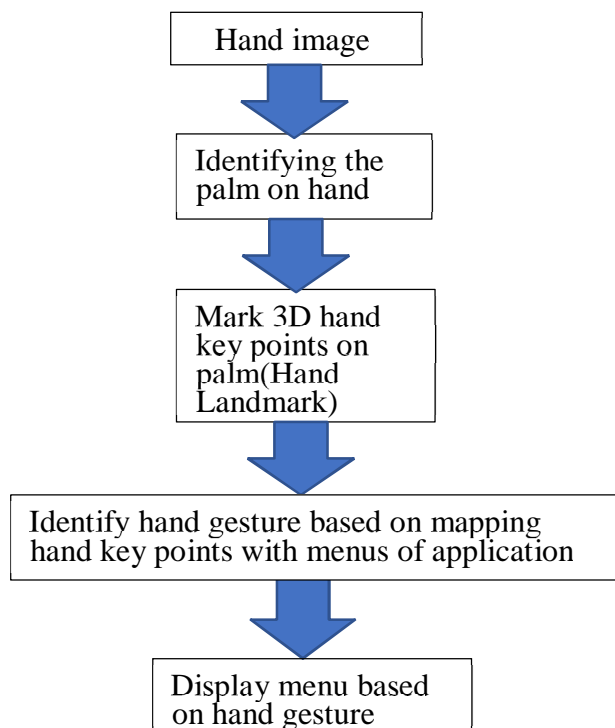 Hand image
Identifying the
palm on hand
Mark 3D hand
key points on
palm(Hand
Landmark)
Identify hand gesture based on mapping
hand key points with menus of application
Display menu based
on hand gesture